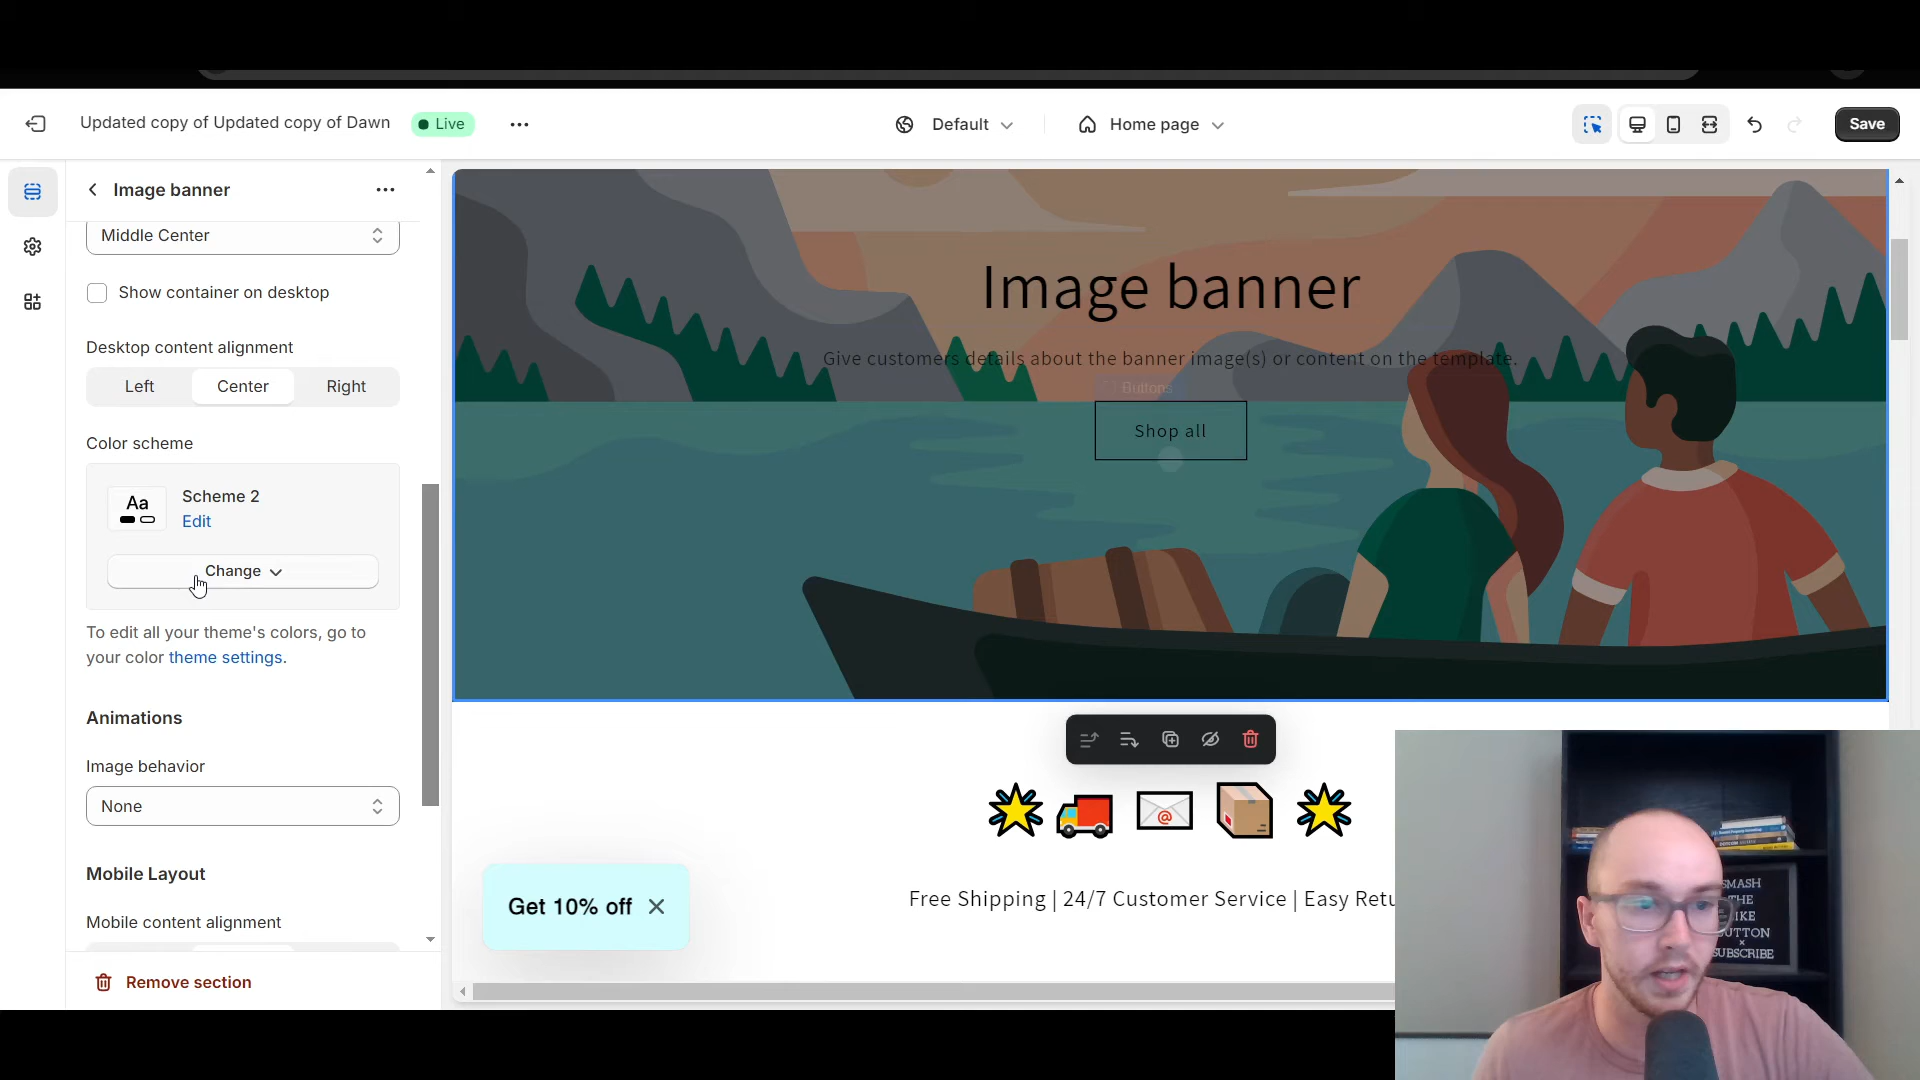 Updated copy of Updated copy of Dawn
Live
Default
Home page
Save
Image banner
Middle Center
Show container on desktop
Desktop content alignment
Left
Center
Right
Color scheme
Aa
Scheme 2
Edit
Change
To edit all your theme's colors, go to
your color theme settings.
Animations
Image behavior
None
Mobile Layout
Mobile content alignment
Remove section
Image banner
Give customers details about the banner image(s) or content on the template.
Buttons
Shop all
@
Free Shipping | 24/7 Customer Service | Easy Retu
Get 10% off
SMASH
THE
LIKE
BUTTON
×
SUBSCRIBE